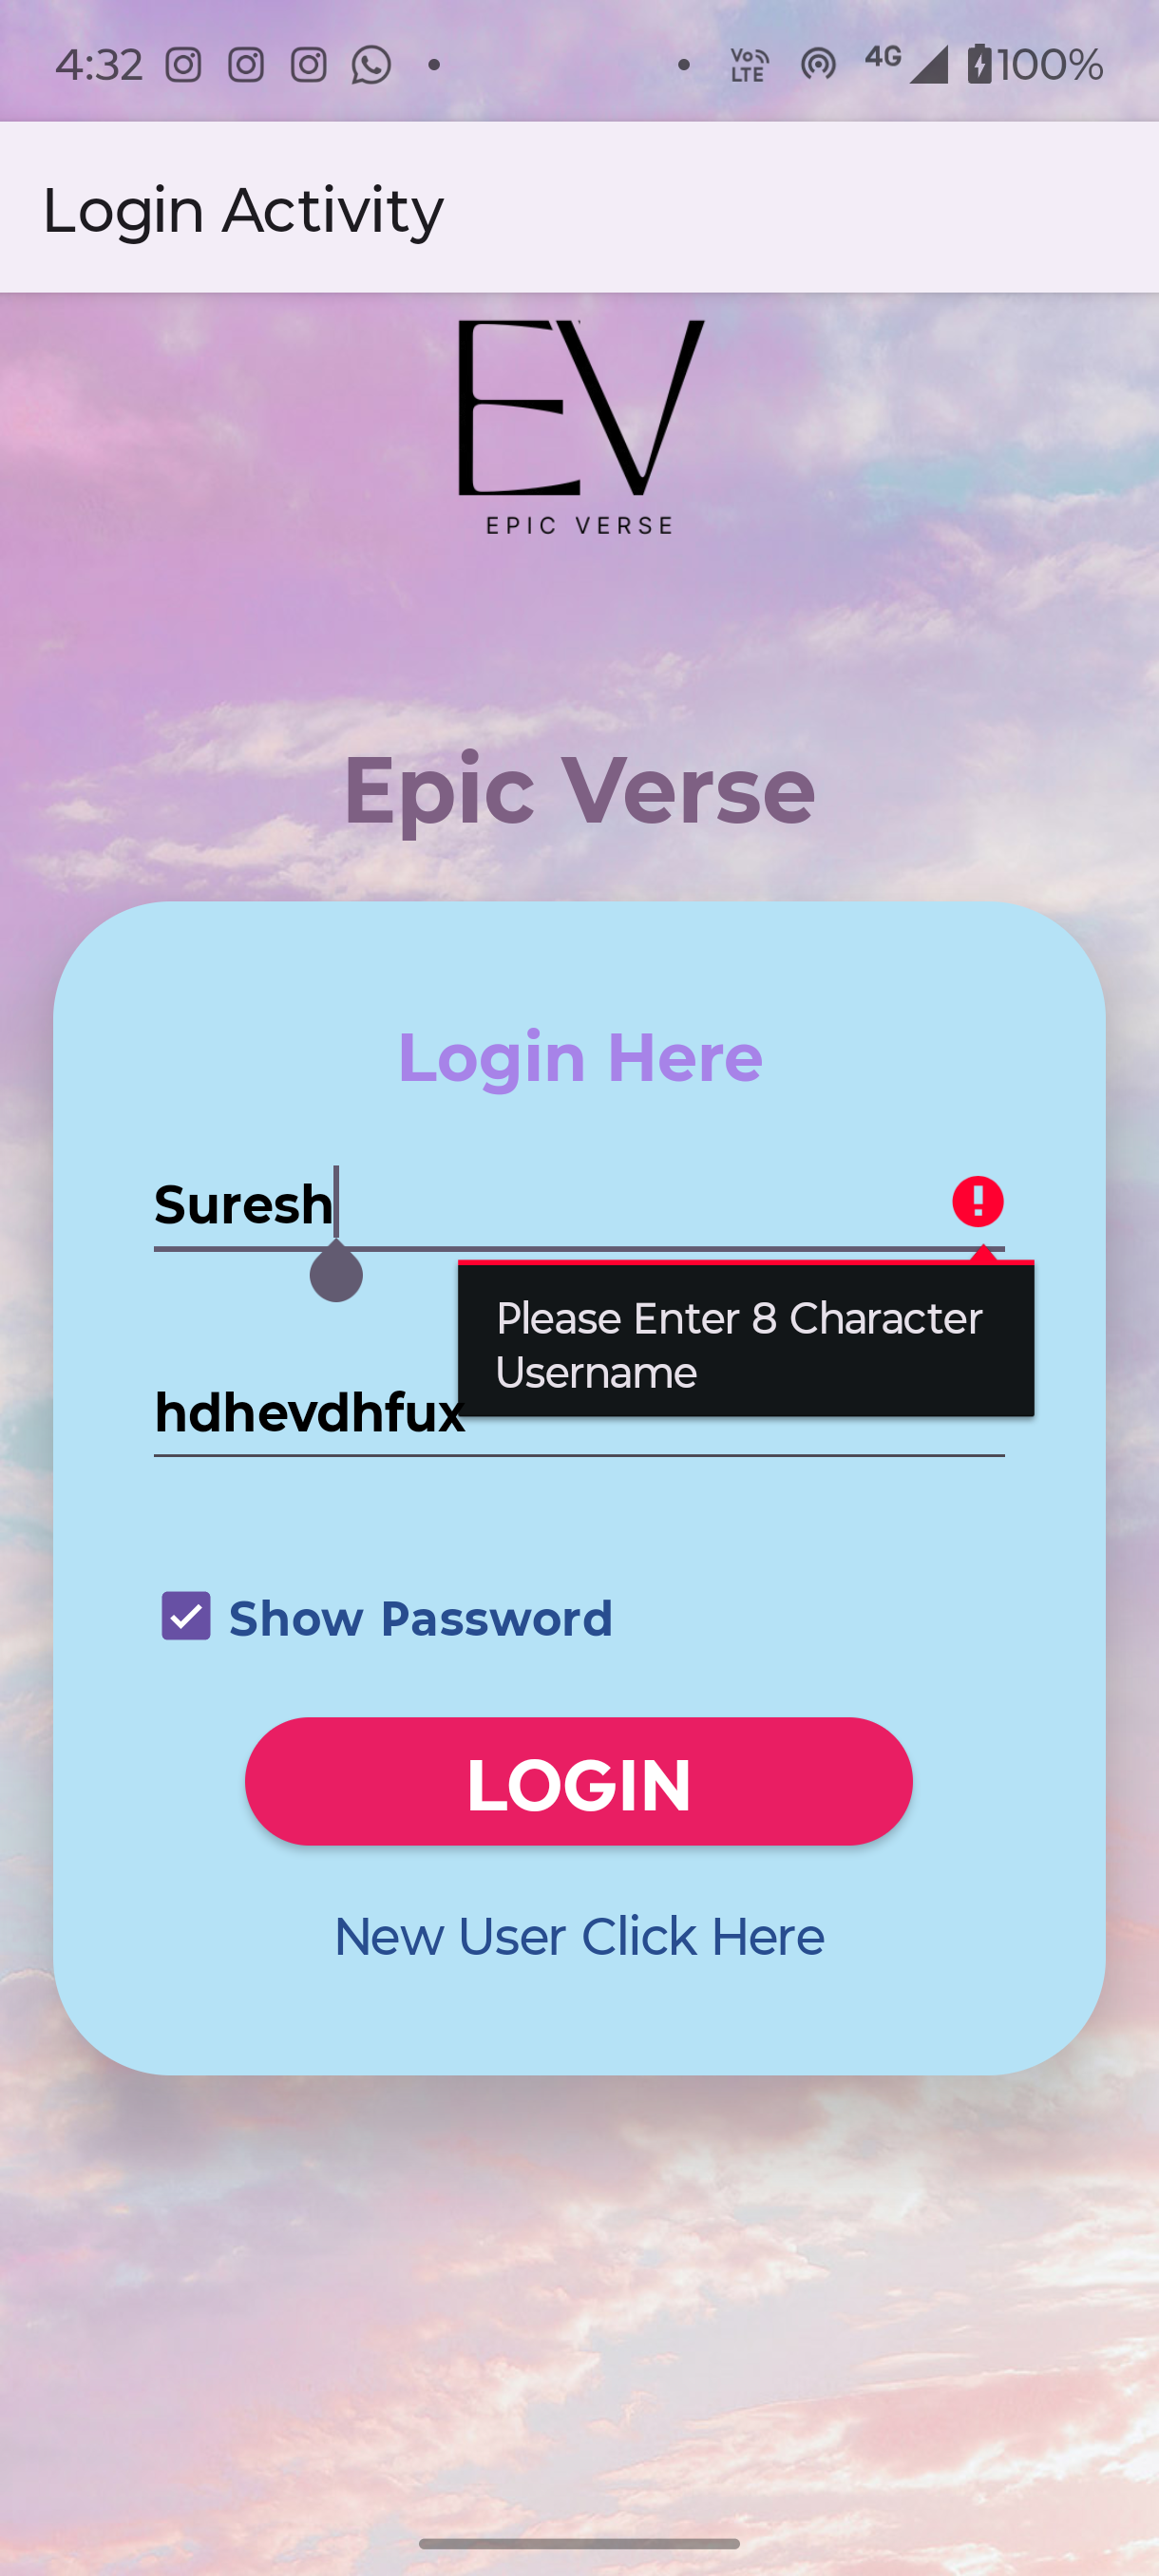 4:32
Vo LTE 4G 100%
Login Activity
EV
EPIC VERSE
Epic Verse
Login Here
Suresh
Please Enter 8 Character
Username
hdhevdhfux
Show Password
LOGIN
New User Click Here